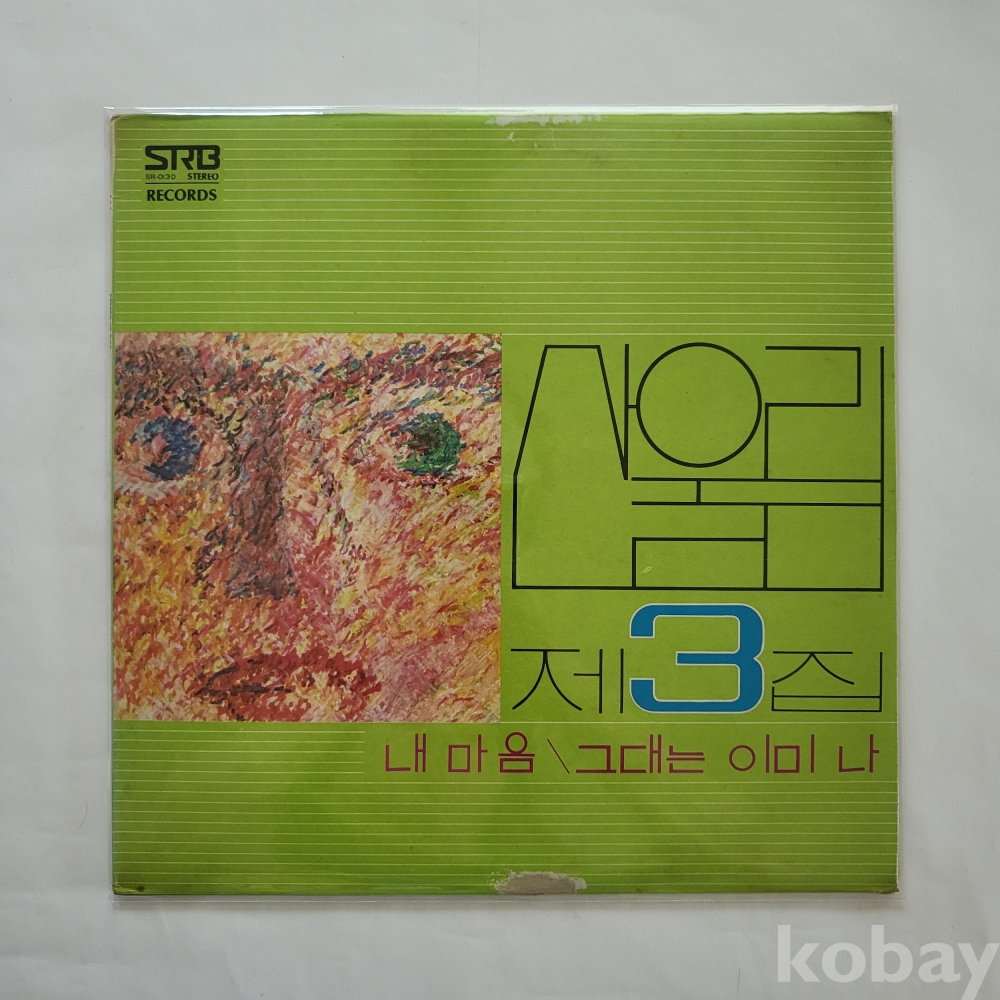 SRB
SR-0130 STEREO
RECORDS
산울림
제3집
내 마음 \ 그대는 이미 나
kobay